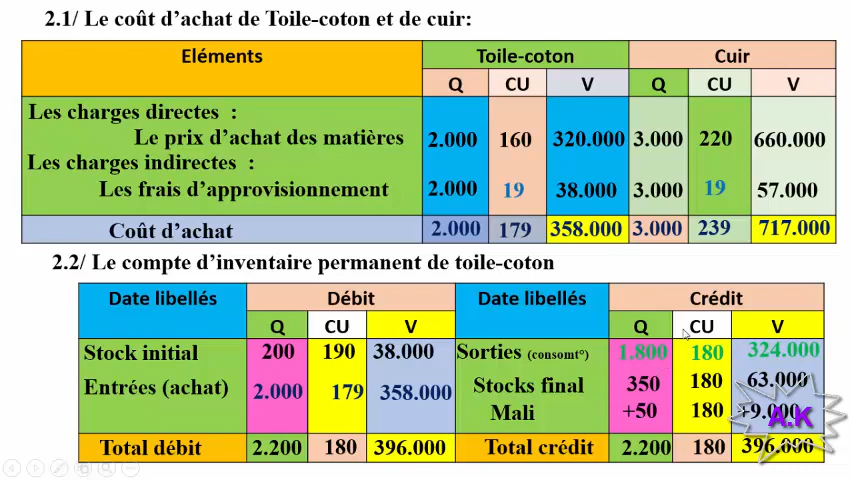 2.1/ Le coût d'achat de Toile-coton et de cuir:
Eléments Toile-coton Cuir
Q CU V Q CU V
Les charges directes :
Le prix d'achat des matières 2.000 160 320.000 3.000 220 660.000
Les charges indirectes :
Les frais d'approvisionnement 2.000 19 38.000 3.000 19 57.000
Coût d'achat 2.000 179 358.000 3.000 239 717.000
2.2/ Le compte d'inventaire permanent de toile-coton
Date libellés Débit Date libellés Crédit
Q CU V Q CU V
Stock initial 200 190 38.000 Sorties (consomt°) 1.800 180 324.000
Entrées (achat) 2.000 179 358.000 Stocks final 350 180 63.000
Mali +50 180 +9.000
A.K
Total débit 2.200 180 396.000 Total crédit 2.200 180 396.000